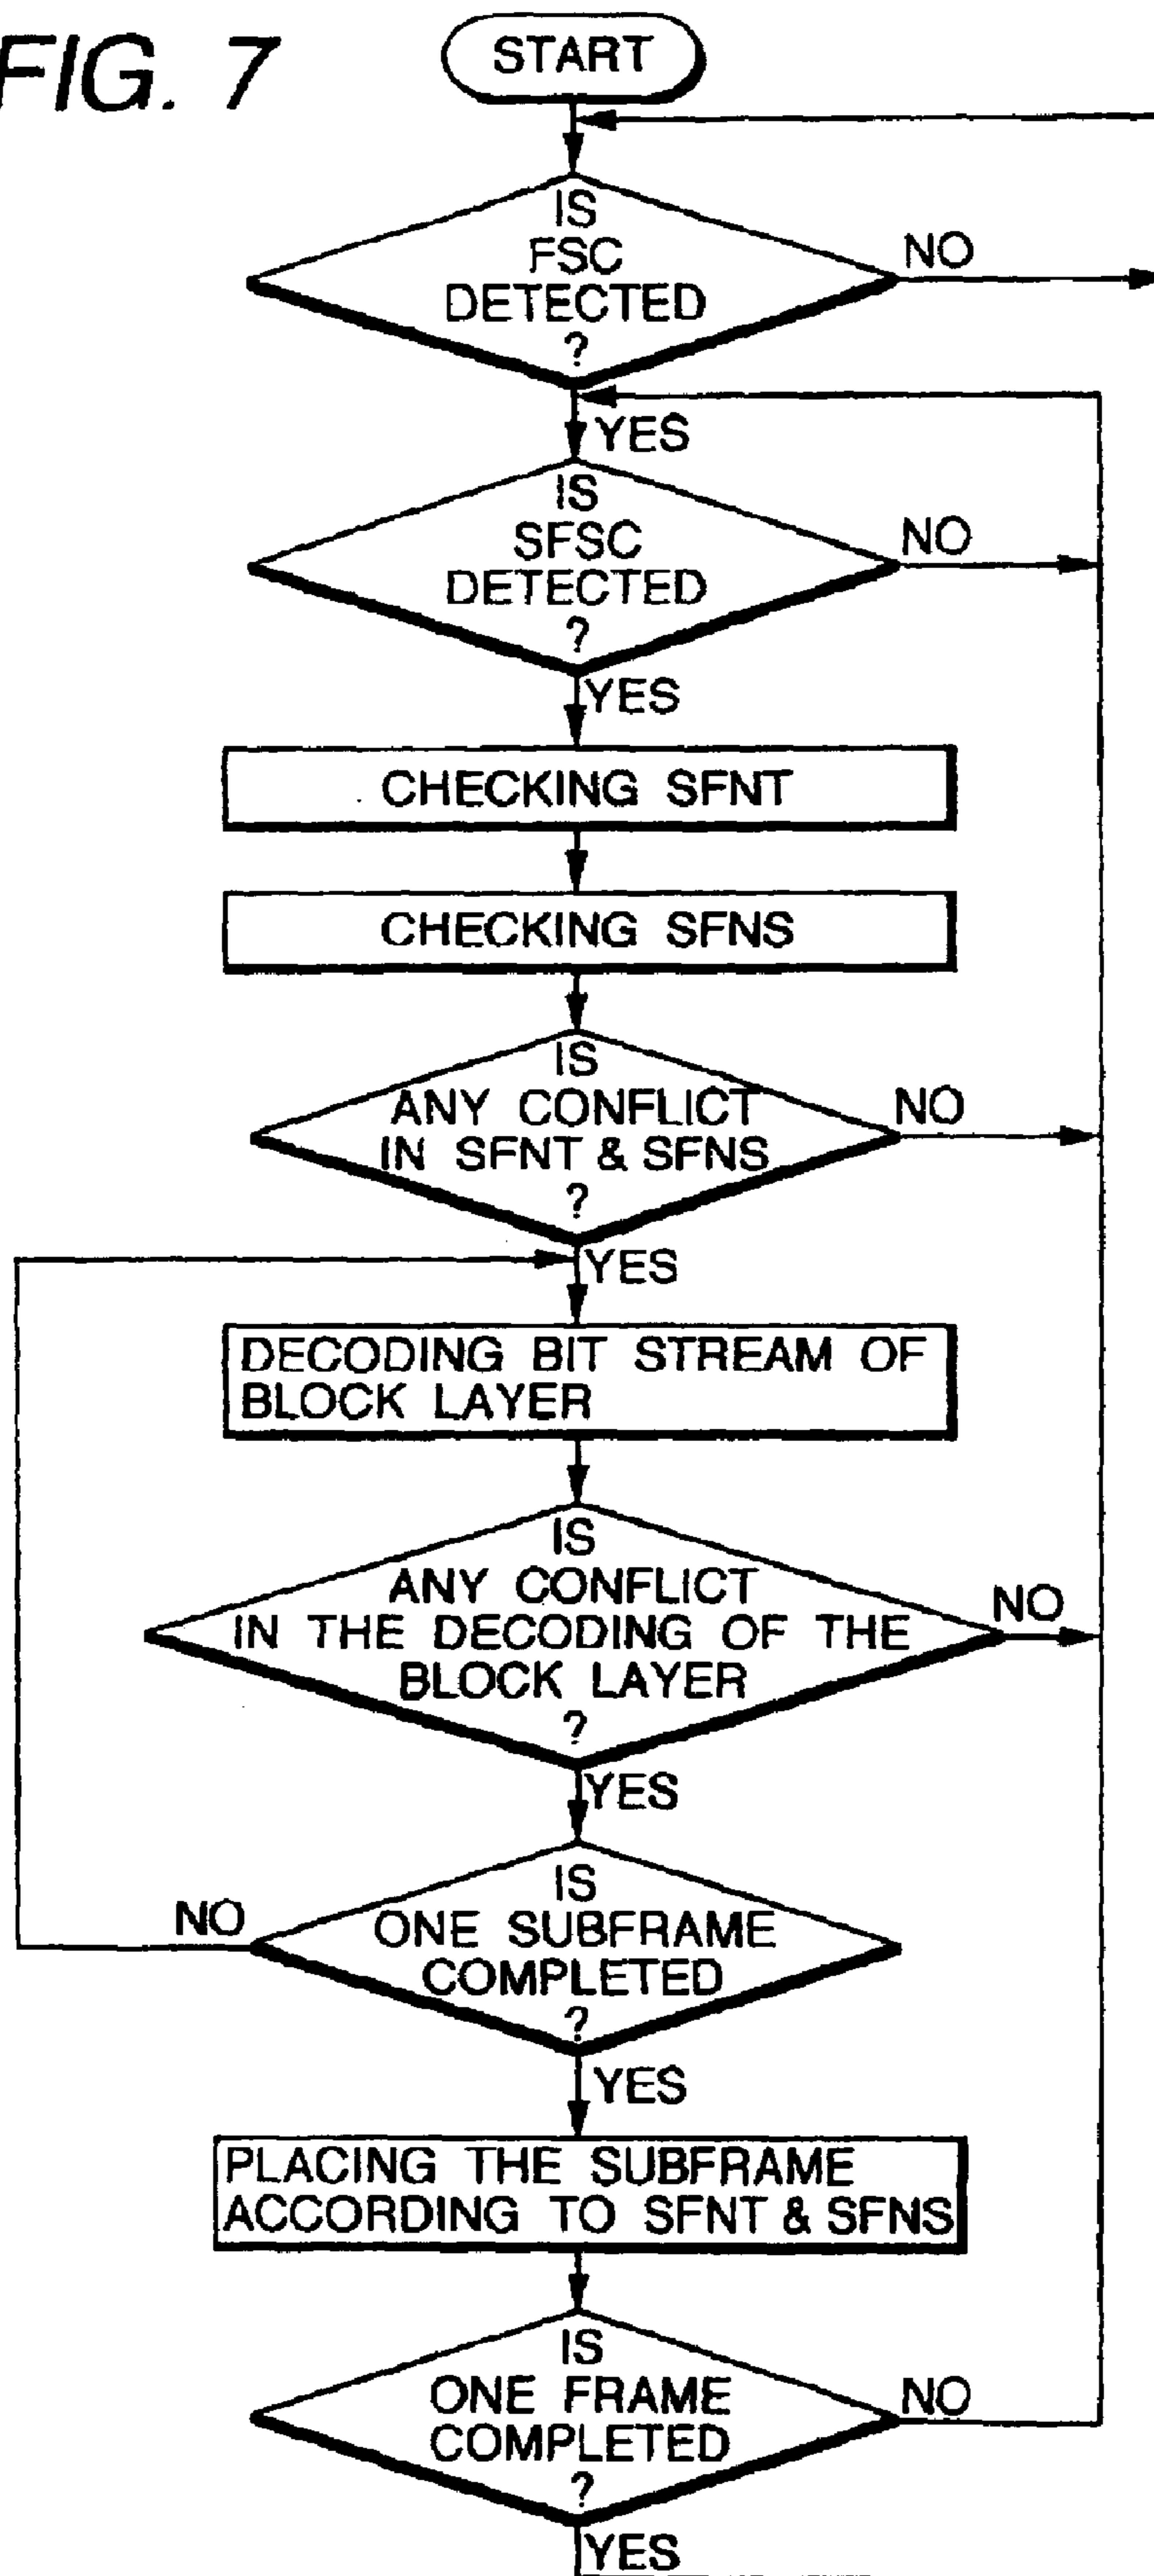 FIG. 7
START
IS
FSC
DETECTED
?
NO
YES
IS
SFSC
DETECTED
?
NO
YES
CHECKING SFNT
CHECKING SFNS
IS
ANY CONFLICT
IN SFNT & SFNS
?
NO
YES
DECODING BIT STREAM OF
BLOCK LAYER
IS
ANY CONFLICT
IN THE DECODING OF THE
BLOCK LAYER
?
NO
YES
IS
ONE SUBFRAME
COMPLETED
?
NO
YES
PLACING THE SUBFRAME
ACCORDING TO SFNT & SFNS
IS
ONE FRAME
COMPLETED
?
NO
YES